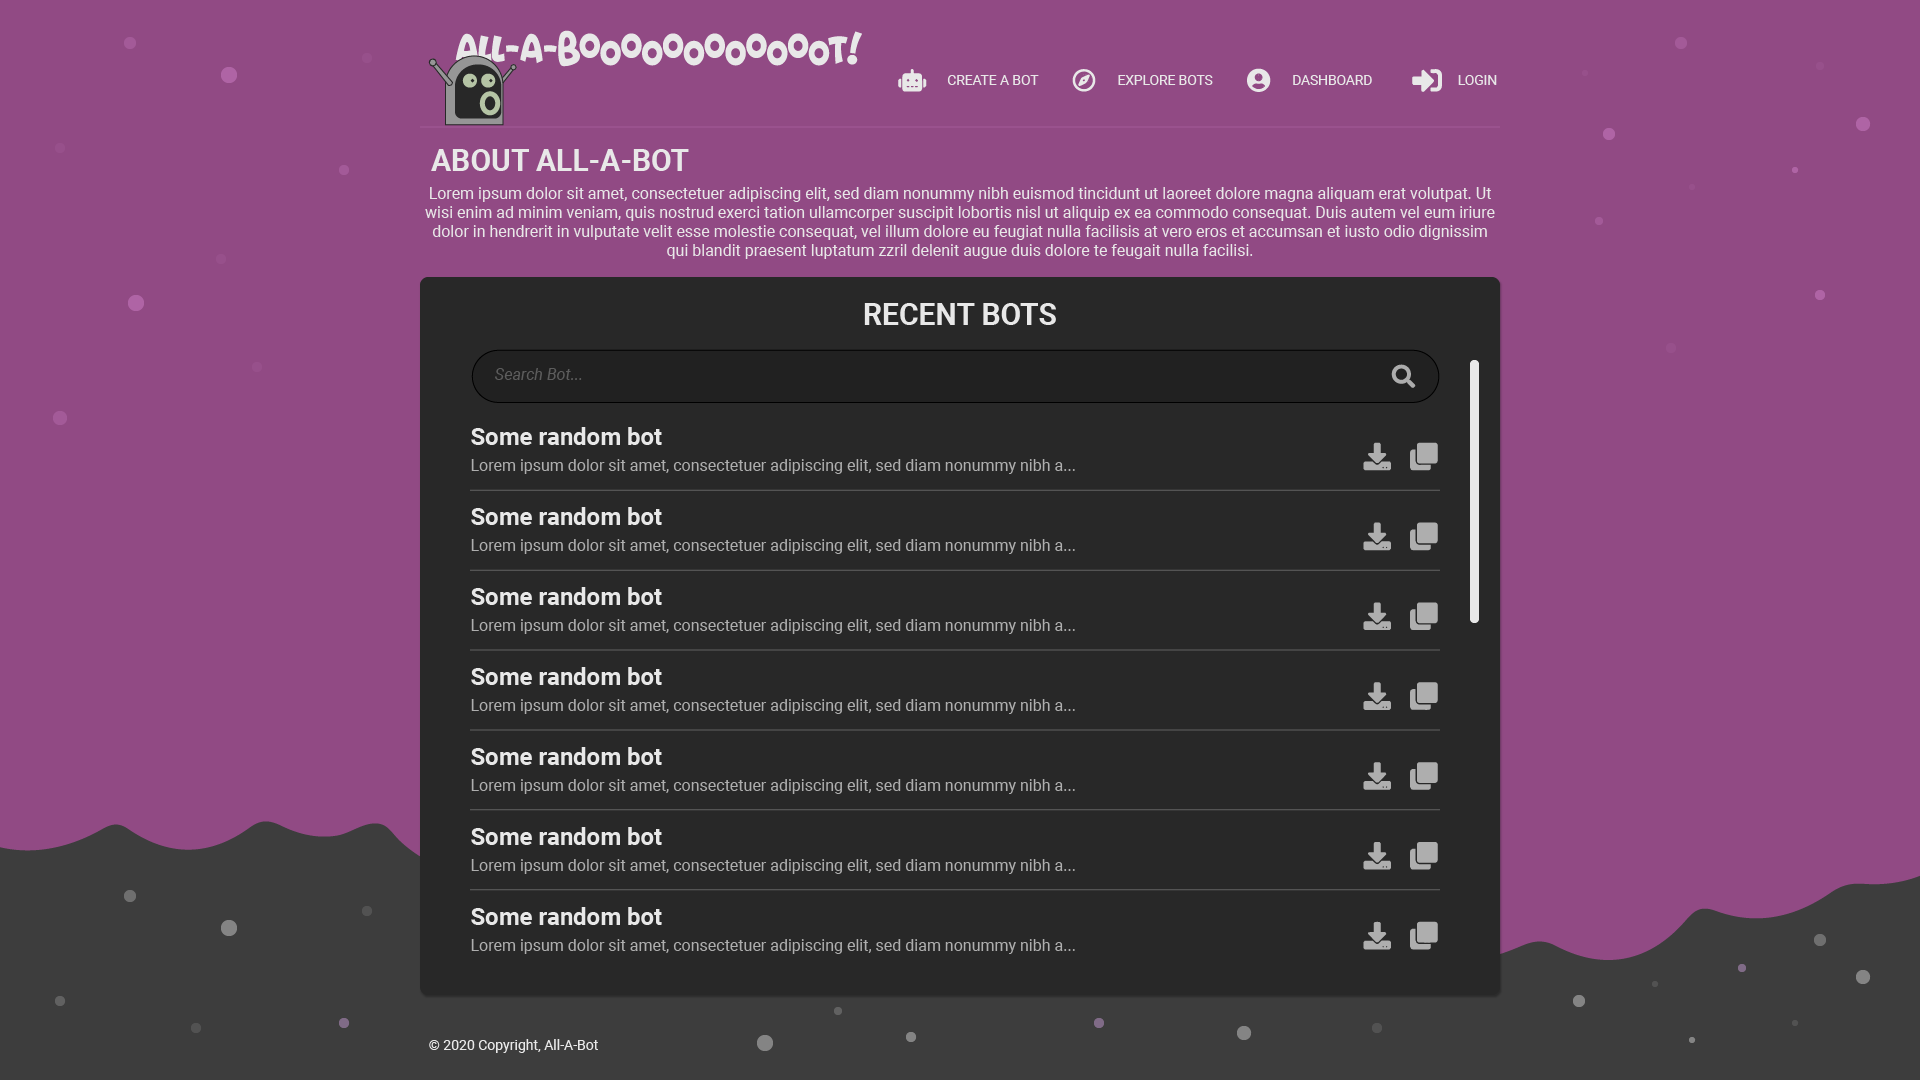 ALL-A-BOOOOOOOOOOOOT!
CREATE A BOT
EXPLORE BOTS
DASHBOARD
LOGIN
ABOUT ALL-A-BOT
Lorem ipsum dolor sit amet, consectetuer adipiscing elit, sed diam nonummy nibh euismod tincidunt ut laoreet dolore magna aliquam erat volutpat. Ut
wisi enim ad minim veniam, quis nostrud exerci tation ullamcorper suscipit lobortis nisl ut aliquip ex ea commodo consequat. Duis autem vel eum iriure
dolor in hendrerit in vulputate velit esse molestie consequat, vel illum dolore eu feugiat nulla facilisis at vero eros et accumsan et iusto odio dignissim
qui blandit praesent luptatum zzril delenit augue duis dolore te feugait nulla facilisi.
RECENT BOTS
Search Bot...
Some random bot
Lorem ipsum dolor sit amet, consectetuer adipiscing elit, sed diam nonummy nibh a...
Some random bot
Lorem ipsum dolor sit amet, consectetuer adipiscing elit, sed diam nonummy nibh a...
Some random bot
Lorem ipsum dolor sit amet, consectetuer adipiscing elit, sed diam nonummy nibh a...
Some random bot
Lorem ipsum dolor sit amet, consectetuer adipiscing elit, sed diam nonummy nibh a...
Some random bot
Lorem ipsum dolor sit amet, consectetuer adipiscing elit, sed diam nonummy nibh a...
Some random bot
Lorem ipsum dolor sit amet, consectetuer adipiscing elit, sed diam nonummy nibh a...
Some random bot
Lorem ipsum dolor sit amet, consectetuer adipiscing elit, sed diam nonummy nibh a...
© 2020 Copyright, All-A-Bot